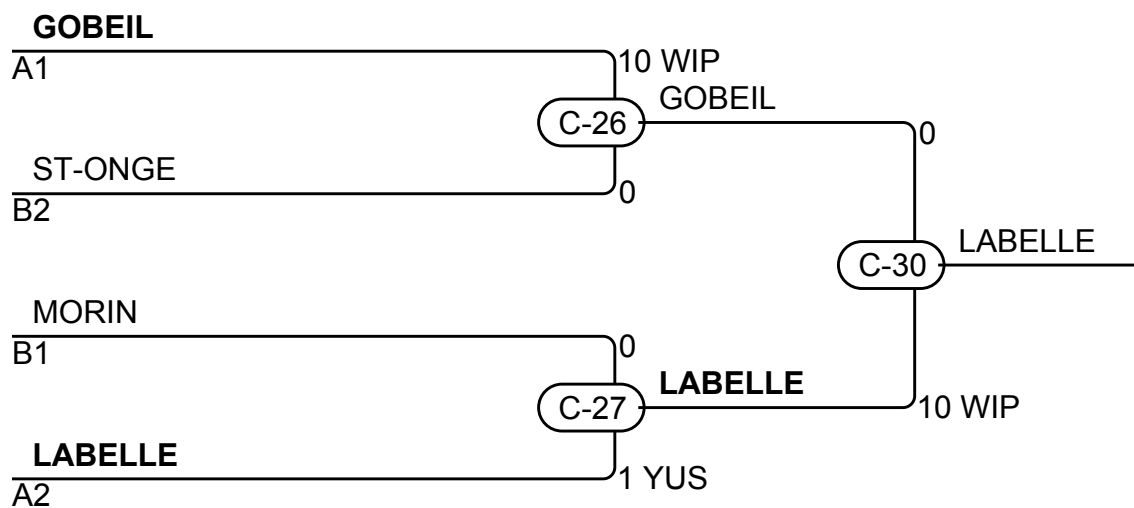 GOBEIL
A1
10 WIP
GOBEIL
C-26
0
ST-ONGE
B2
0
LABELLE
C-30
MORIN
B1
0
LABELLE
C-27
10 WIP
LABELLE
A2
1 YUS